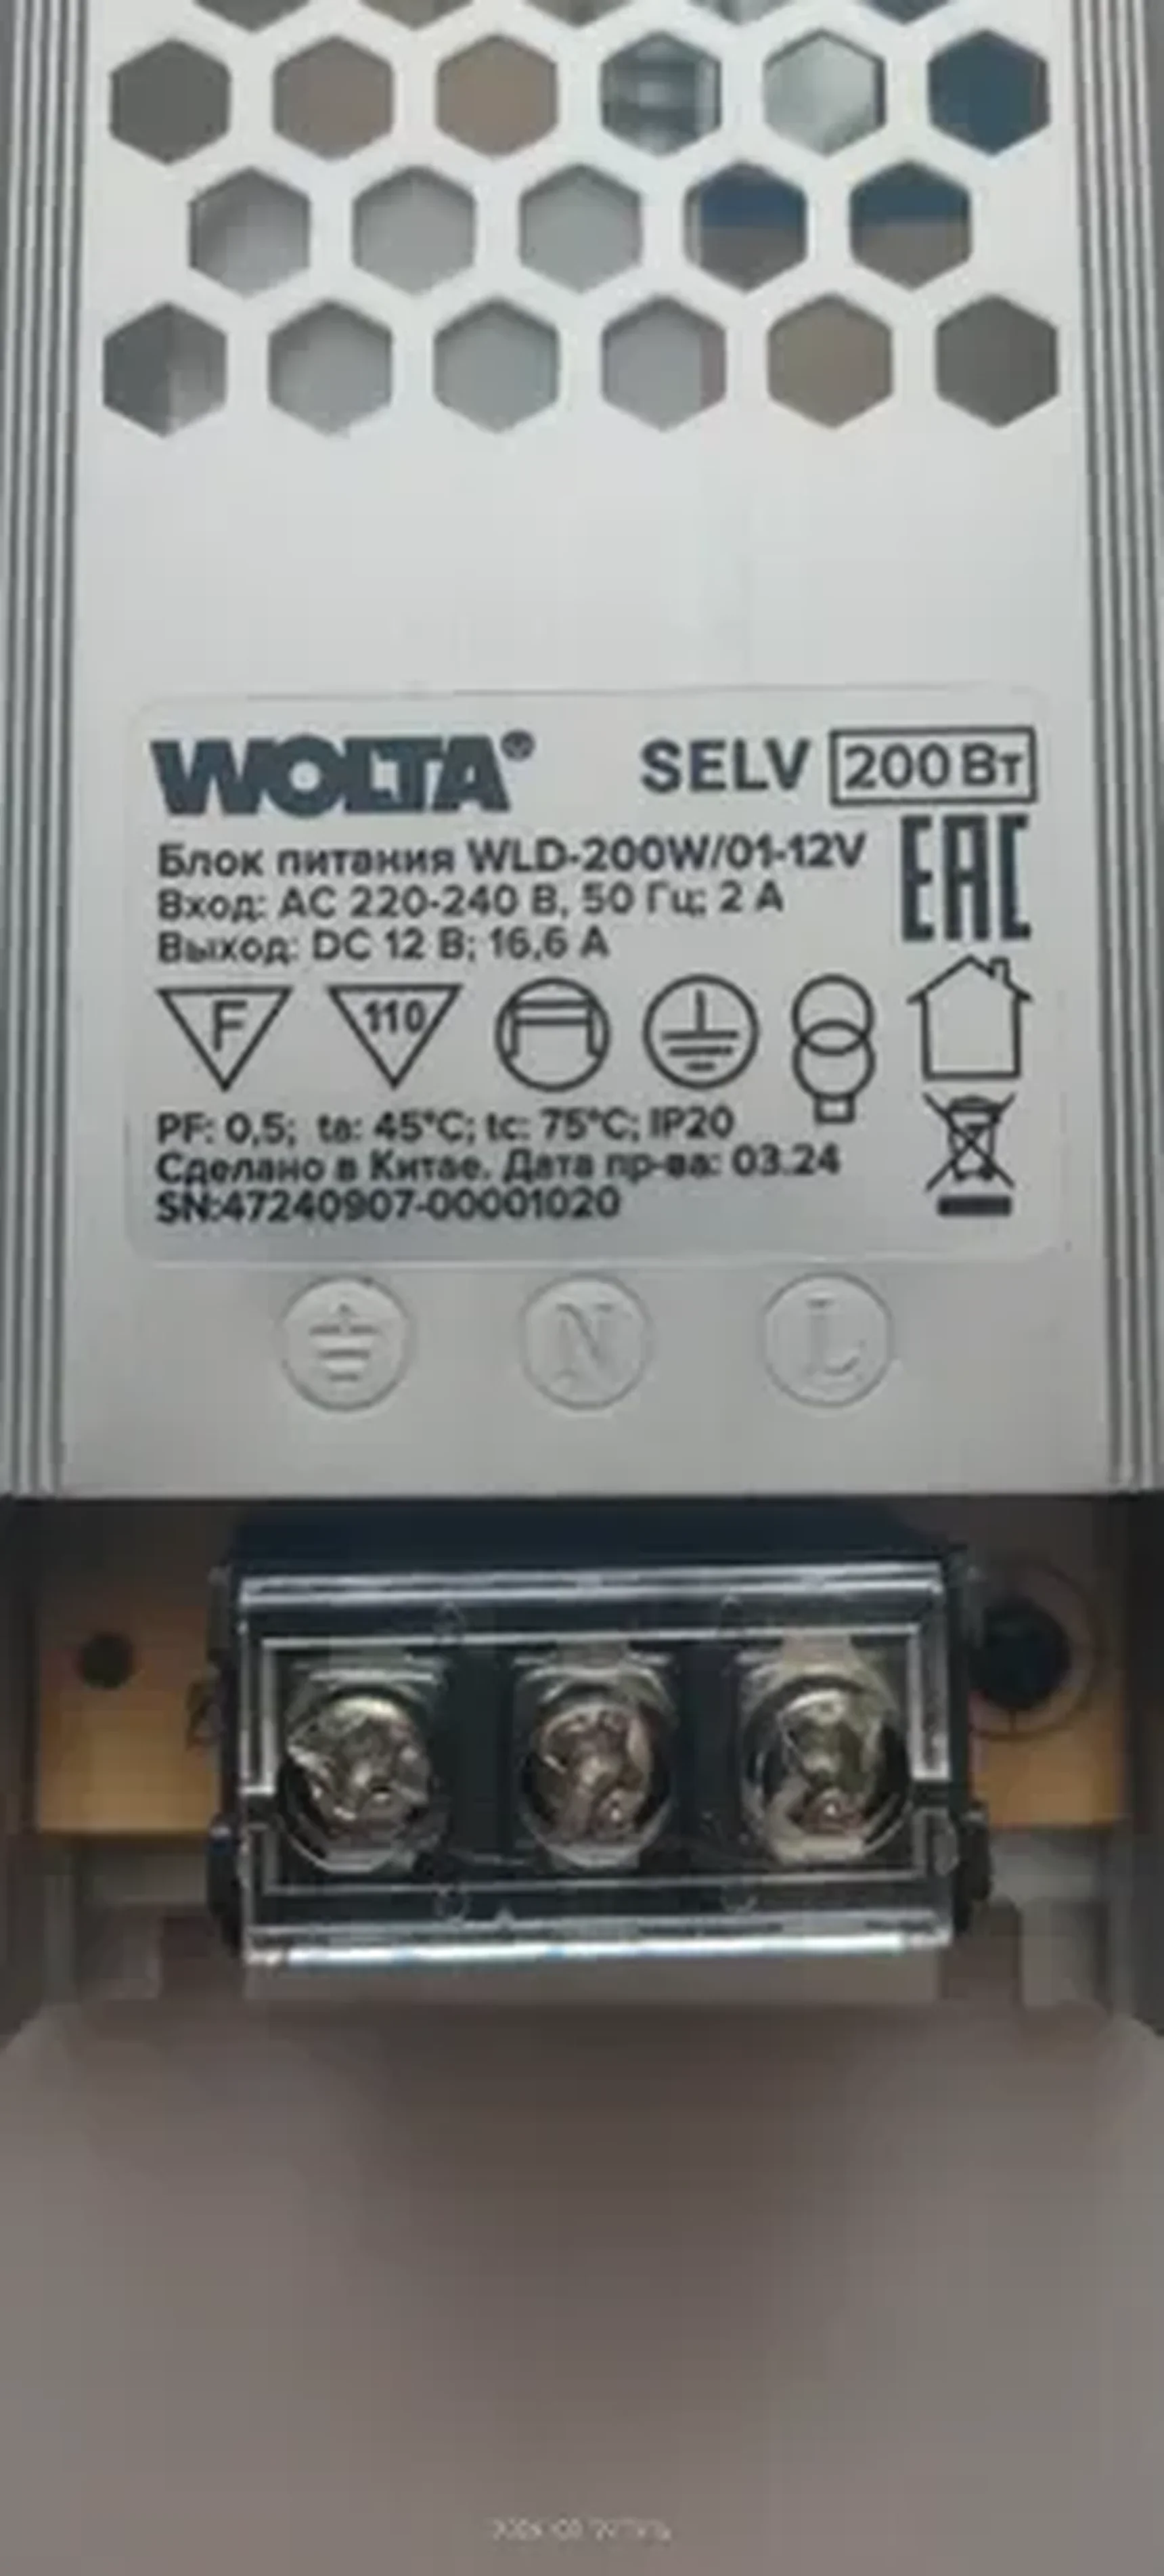 WOLTA® SELV 200 Вт
Блок питания WLD-200W/01-12V
Вход: AC 220-240 В, 50 Гц; 2 А
Выход: DC 12 В; 16,6 А
EAC
F 110
PF: 0,5; ta: 45°C; tc: 75°C; IP20
Сделано в Китае. Дата пр-ва: 03.24
SN:47240907-00001020
N L